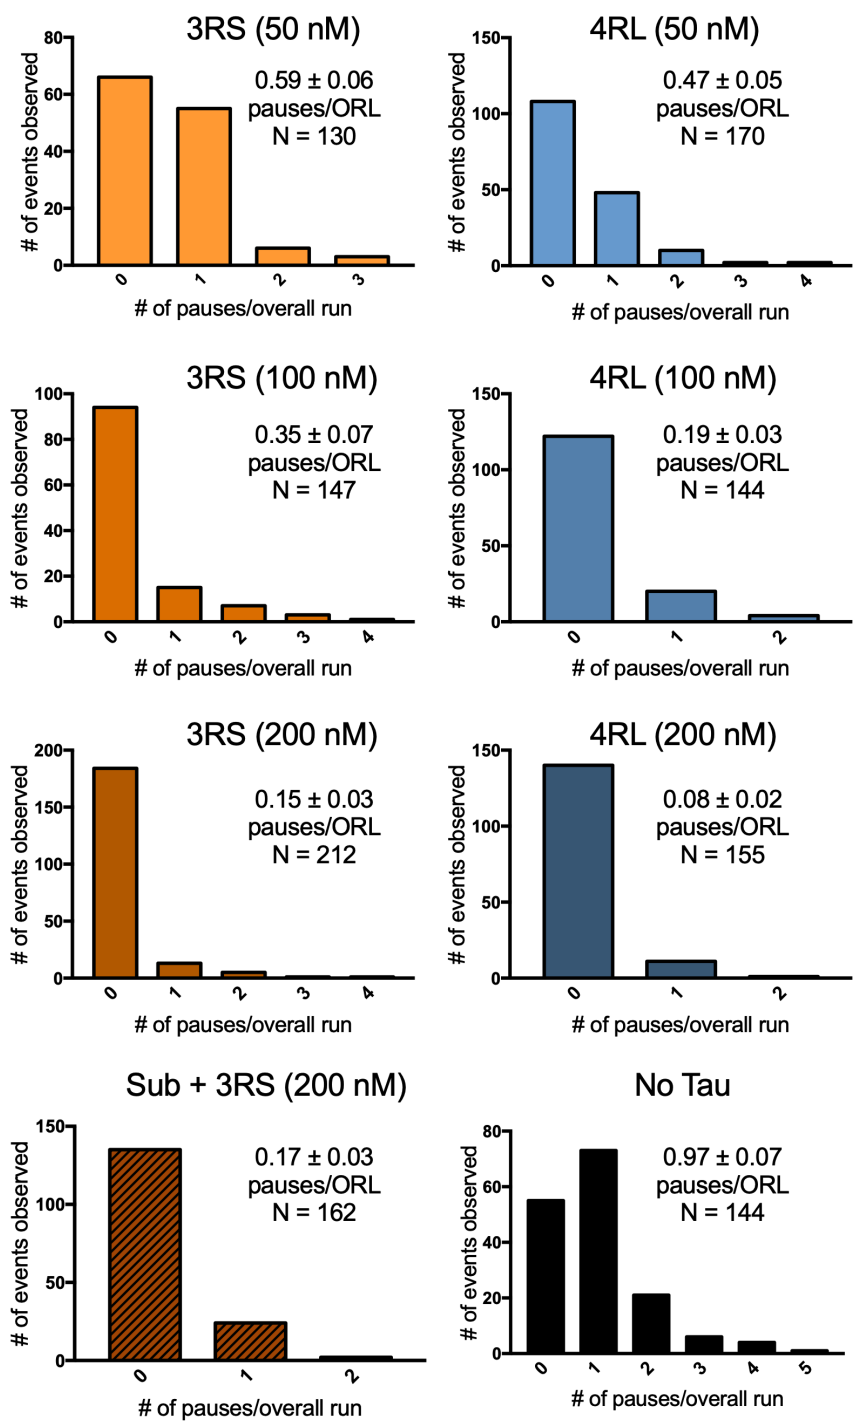 3RS (50 nM)
0.59 ± 0.06
pauses/ORL
N = 130
# of events observed
80
60
40
20
0
0 1 2 3
# of pauses/overall run
4RL (50 nM)
0.47 ± 0.05
pauses/ORL
N = 170
# of events observed
150
100
50
0
0 1 2 3 4
# of pauses/overall run
3RS (100 nM)
0.35 ± 0.07
pauses/ORL
N = 147
# of events observed
100
80
60
40
20
0
0 1 2 3 4
# of pauses/overall run
4RL (100 nM)
0.19 ± 0.03
pauses/ORL
N = 144
# of events observed
150
100
50
0
0 1 2
# of pauses/overall run
3RS (200 nM)
0.15 ± 0.03
pauses/ORL
N = 212
# of events observed
200
150
100
50
0
0 1 2 3 4
# of pauses/overall run
4RL (200 nM)
0.08 ± 0.02
pauses/ORL
N = 155
# of events observed
150
100
50
0
0 1 2
# of pauses/overall run
Sub + 3RS (200 nM)
0.17 ± 0.03
pauses/ORL
N = 162
# of events observed
150
100
50
0
0 1 2
# of pauses/overall run
No Tau
0.97 ± 0.07
pauses/ORL
N = 144
# of events observed
80
60
40
20
0
0 1 2 3 4 5
# of pauses/overall run